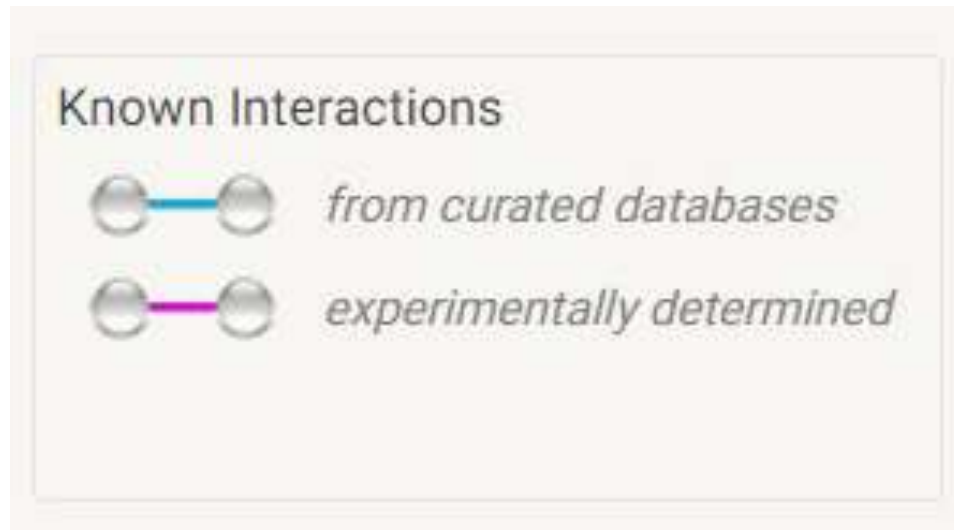 Known Interactions
from curated databases
experimentally determined